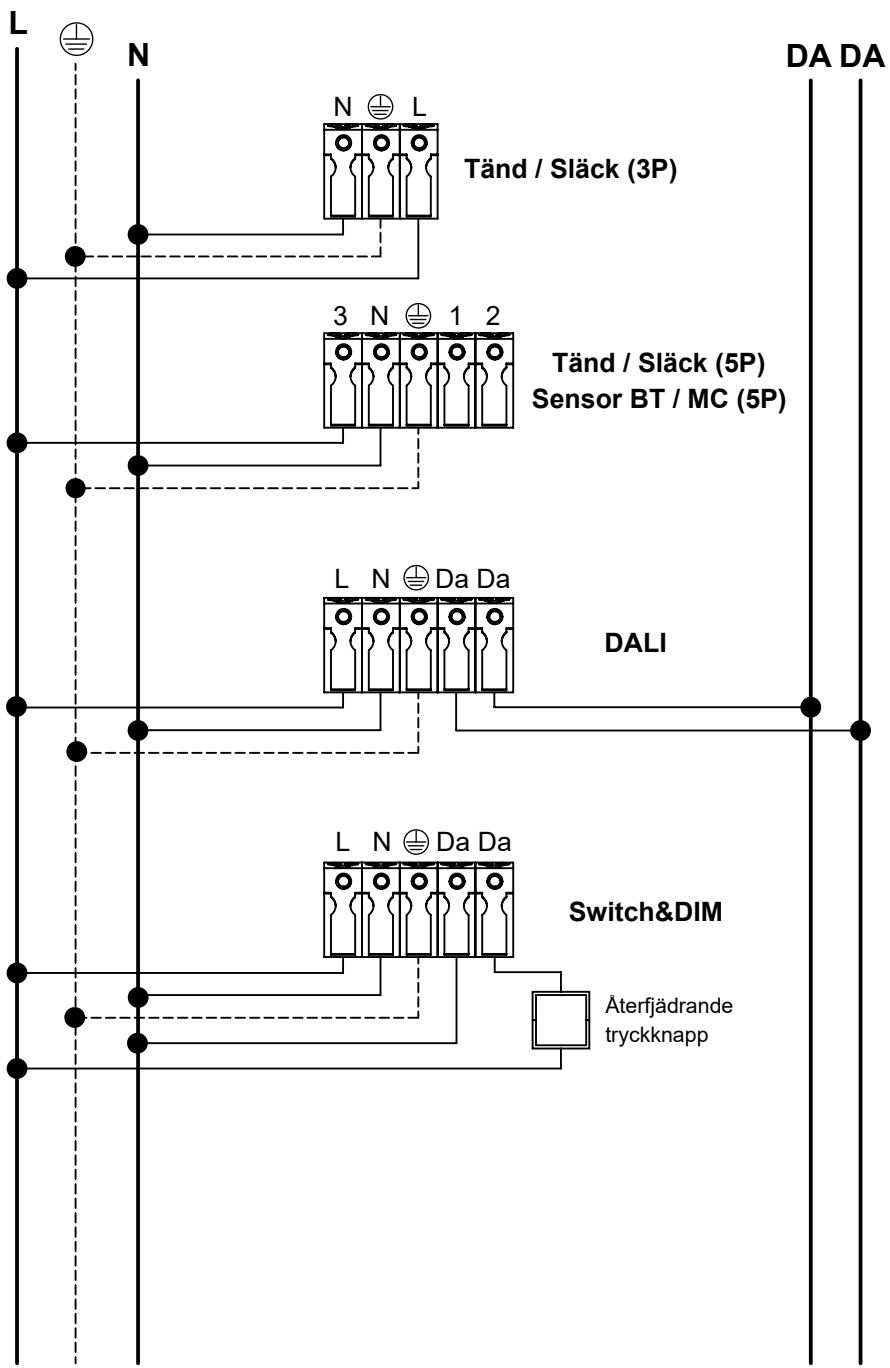 L
N
DA DA
N L
Tänd / Släck (3P)
3 N 1 2
Tänd / Släck (5P)
Sensor BT / MC (5P)
L N Da Da
DALI
L N Da Da
Switch&DIM
Återfjädrande
tryckknapp